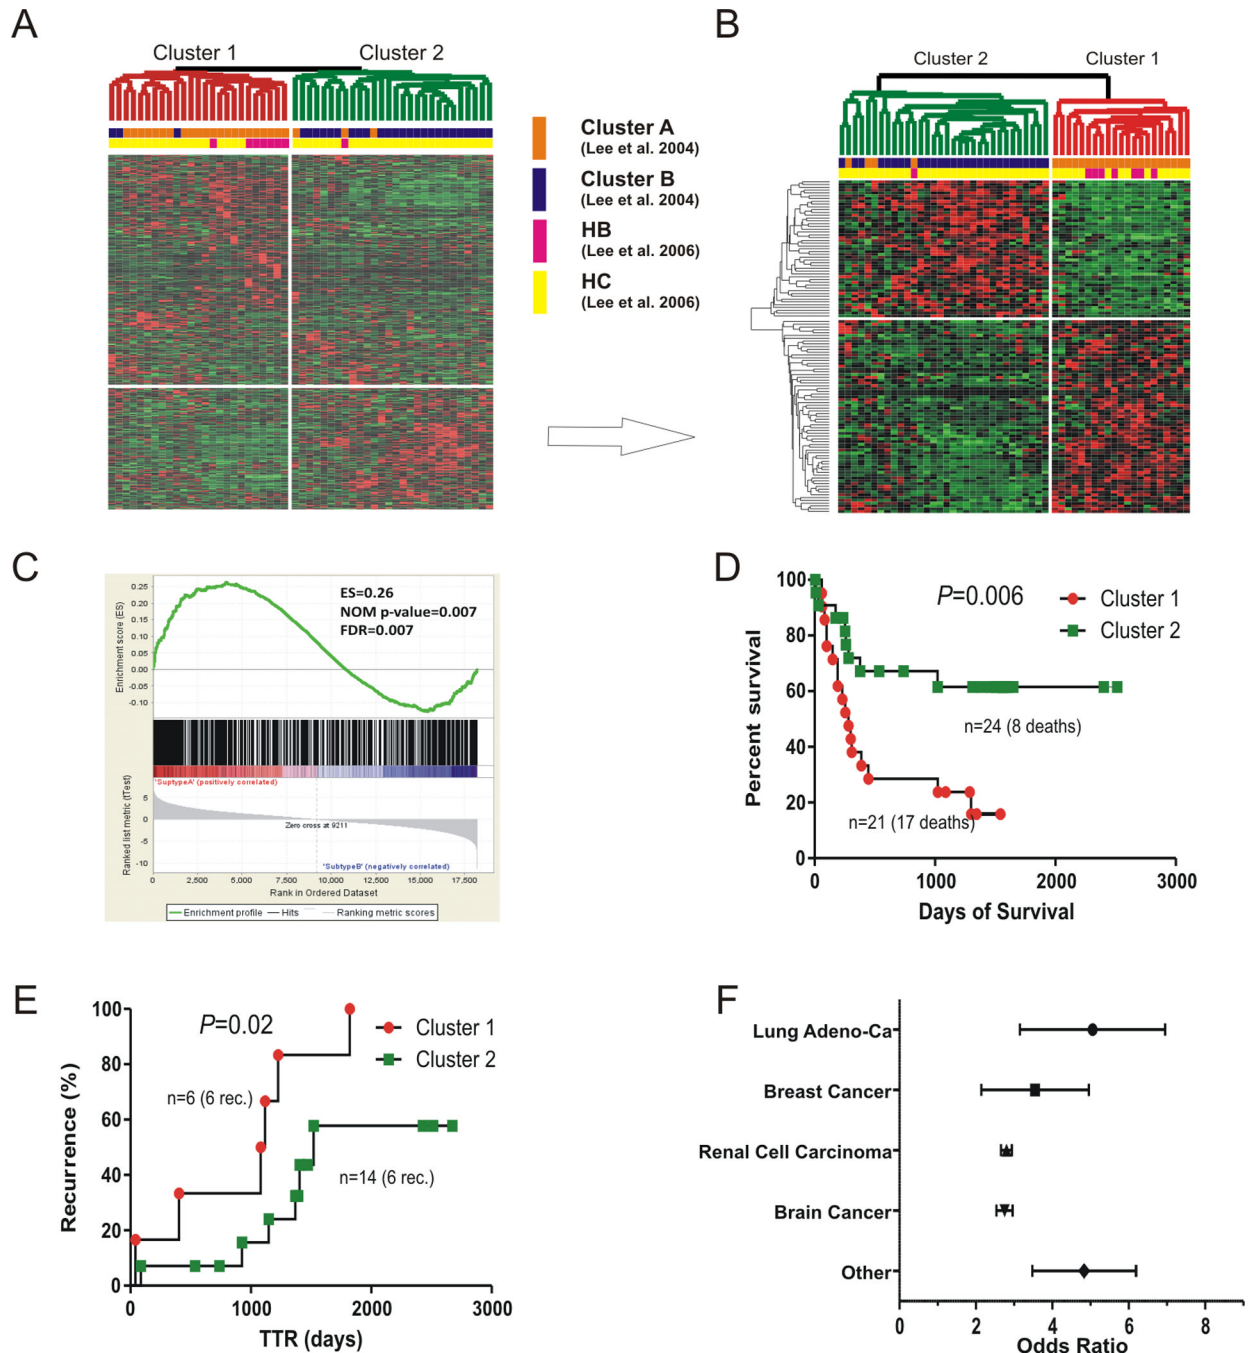 A
Cluster 1
Cluster 2
B
Cluster 2
Cluster 1
Cluster A
(Lee et al. 2004)
Cluster B
(Lee et al. 2004)
HB
(Lee et al. 2006)
HC
(Lee et al. 2006)
C
ES=0.26
NOM p-value=0.007
FDR=0.007
Enrichment score (ES)
0.25
0.20
0.15
0.10
0.05
0.00
-0.05
-0.10
'SuptypeA' (positively correlated)
Ranked list metric (tTest)
5
0
-5
-10
Zero cross at 9211
'SubtypeB' (negatively correlated)
0 2,500 5,000 7,500 10,000 12,500 15,000 17,500
Rank in Ordered Dataset
Enrichment profile Hits Ranking metric scores
D
P=0.006
Cluster 1
Cluster 2
Percent survival
100
80
60
40
20
0
n=24 (8 deaths)
n=21 (17 deaths)
0 1000 2000 3000
Days of Survival
E
P=0.02
Cluster 1
Cluster 2
Recurrence (%)
100
80
60
40
20
0
n=6 (6 rec.)
n=14 (6 rec.)
0 1000 2000 3000
TTR (days)
F
Lung Adeno-Ca
Breast Cancer
Renal Cell Carcinoma
Brain Cancer
Other
0 2 4 6 8
Odds Ratio